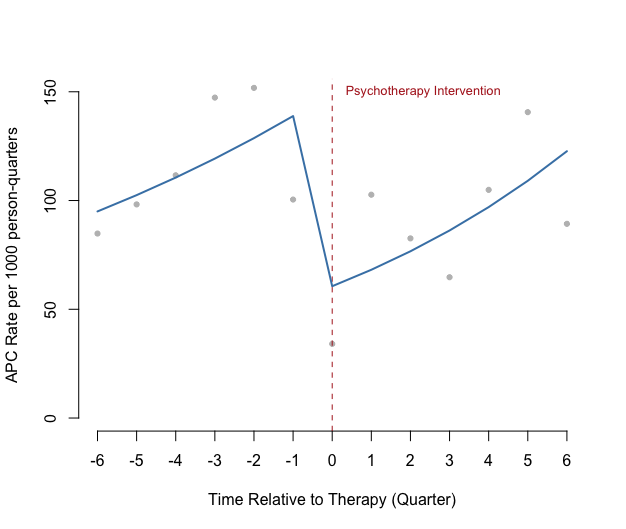 Psychotherapy Intervention
APC Rate per 1000 person-quarters
150
100
50
0
-6 -5 -4 -3 -2 -1 0 1 2 3 4 5 6
Time Relative to Therapy (Quarter)